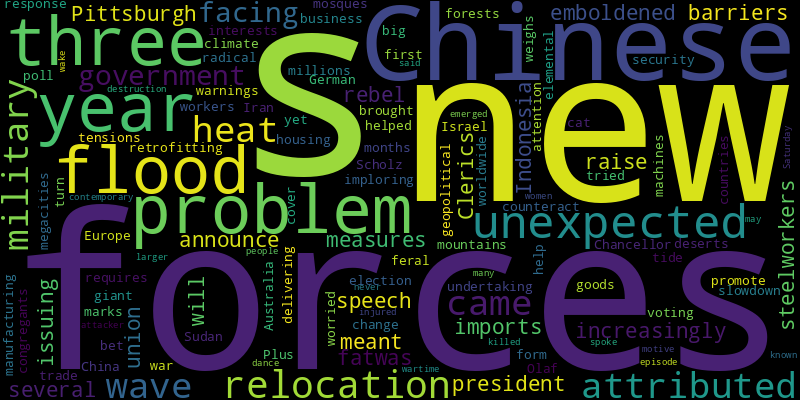 response
mosques
Pittsburgh
facing
business
Chinese
forests
emboldened
barriers
three
interests
big
weighs
climate
radical
first
said
poll
wake
government
millions
German
security
elemental
s
new
destruction
warnings
Iran
rebel
military
year
workers
yet
brought
emerged
Indonesia
attention
cat
Saturday
tensions
heat
housing
helped
Israel
worldwide
machines
countries
retrofitting
months
Scholz
geopolitical
Clerics
raise
tried
flood
imploring
women
megacities
turn
contemporary
problem
cover
counteract
may
steelworkers
unexpected
Europe
announce
measures
mountains
help
Chancellor
deserts
larger
people
feral
many
tide
forces
manufacturing
congregants
issuing
requires
giant
marks
attacker
bet
union
will
Sudan
Australia
delivering
worried
election
never
injured
change
undertaking
goods
promote
slowdown
speech
came
voting
imports
increasingly
China
war
Plus
dance
meant
fatwas
killed
form
spoke
motive
known
trade
wartime
Olaf
episode
several
wave
relocation
president
attributed